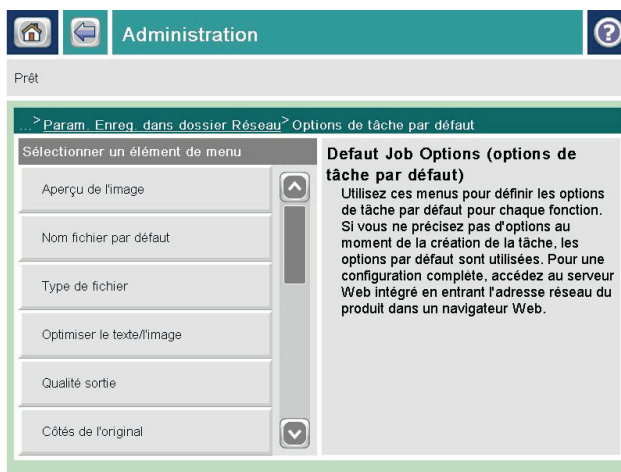 Administration
Prêt
...> Param. Enreg. dans dossier Réseau> Options de tâche par défaut
Sélectionner un élément de menu
Aperçu de l'image
Nom fichier par défaut
Type de fichier
Optimiser le texte/l'image
Qualité sortie
Côtés de l'original
Defaut Job Options (options de
tâche par défaut)
Utilisez ces menus pour définir les options
de tâche par défaut pour chaque fonction.
Si vous ne précisez pas d'options au
moment de la création de la tâche, les
options par défaut sont utilisées. Pour une
configuration complète, accédez au serveur
Web intégré en entrant l'adresse réseau du
produit dans un navigateur Web.